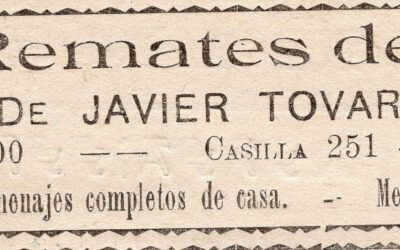 Remates de
DE JAVIER TOVAR
00 —— CASILLA 251 -
menajes completos de casa. -- Me